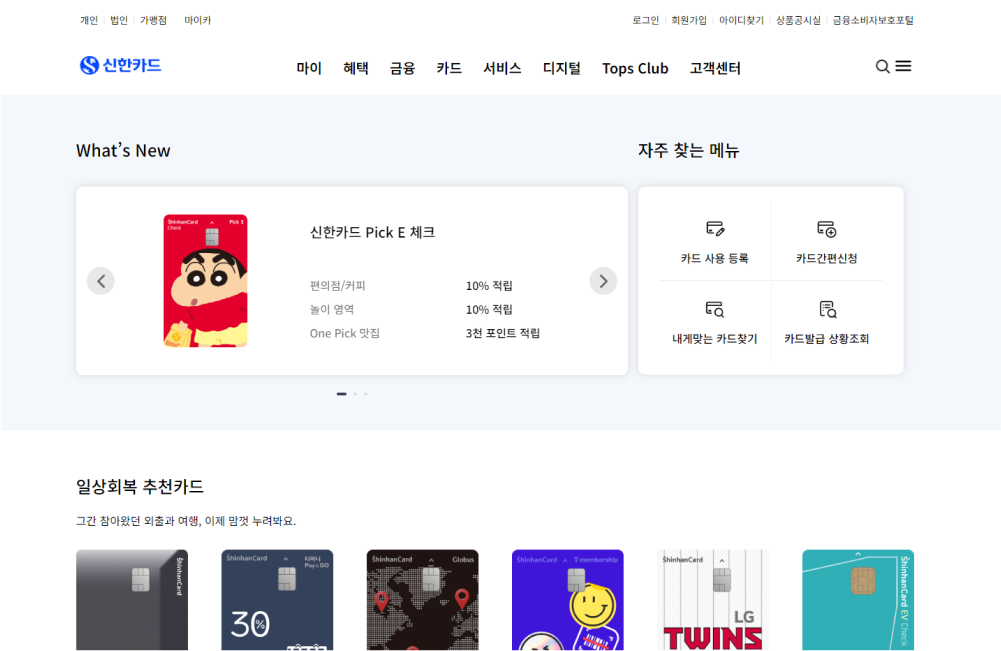 개인 법인 가맹점 마이카 로그인 회원가입 아이디찾기 상품공시실 금융소비자보호포털
신한카드 마이 혜택 금융 카드 서비스 디지털 Tops Club 고객센터
What's New
ShinhanCard Pick E
Check
신한카드 Pick E 체크
편의점/커피 10% 적립
놀이 영역 10% 적립
One Pick 맛집 3천 포인트 적립
자주 찾는 메뉴
카드 사용 등록 카드간편신청
내게맞는 카드찾기 카드발급 상황조회
일상회복 추천카드
그간 참아왔던 외출과 여행, 이제 맘껏 누려봐요.
ShinhanCard
ShinhanCard 티머니
Pay&GO
30%
ShinhanCard Globus
ShinhanCard T membership
ShinhanCard
LG
TWINS
ShinhanCard EV Check